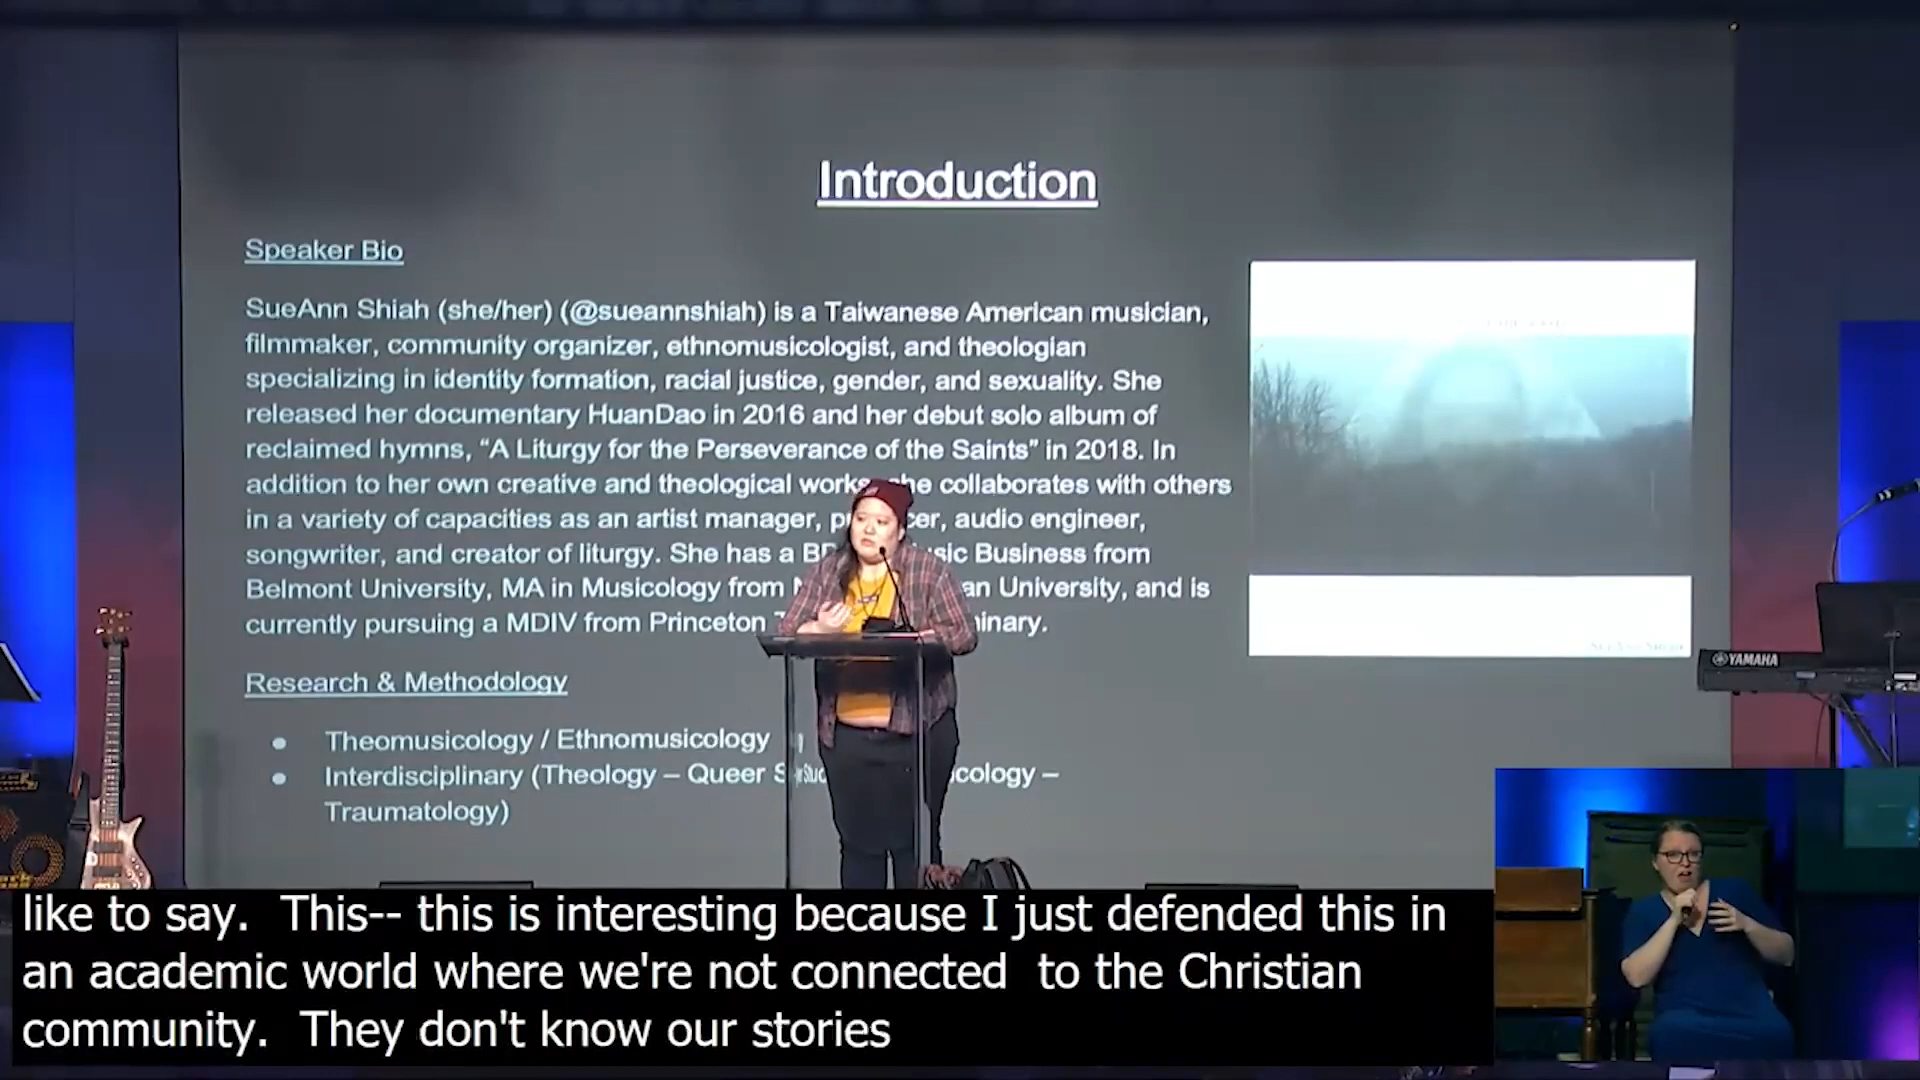 Introduction
Speaker Bio
SueAnn Shiah (she/her) (@sueannshiah) is a Taiwanese American musician,
filmmaker, community organizer, ethnomusicologist, and theologian
specializing in identity formation, racial justice, gender, and sexuality. She
released her documentary HuanDao in 2016 and her debut solo album of
reclaimed hymns, “A Liturgy for the Perseverance of the Saints” in 2018. In
addition to her own creative and theological works, she collaborates with others
in a variety of capacities as an artist manager, producer, audio engineer,
songwriter, and creator of liturgy. She has a Music Business from
Belmont University, MA in Musicology from University, and is
currently pursuing a MDIV from Princeton
Research & Methodology
● Theomusicology / Ethnomusicology
● Interdisciplinary (Theology – Queer –
Traumatology)
YAMAHA
like to say. This-- this is interesting because I just defended this in
an academic world where we're not connected to the Christian
community. They don't know our stories